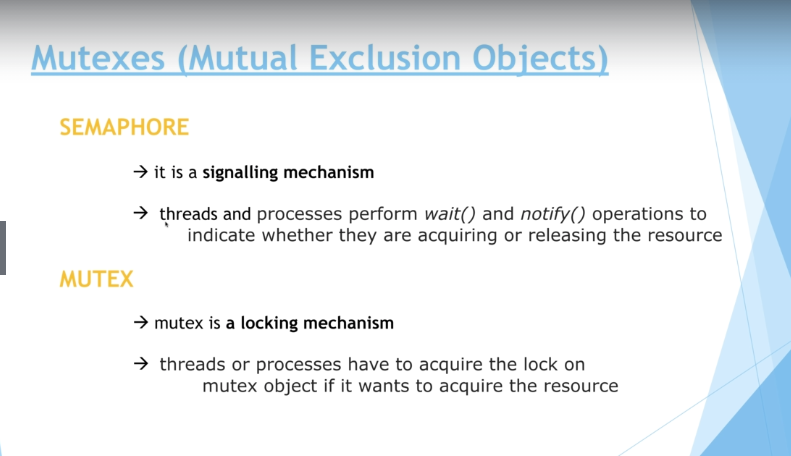 Mutexes (Mutual Exclusion Objects)
SEMAPHORE
→ it is a signalling mechanism
→ threads and processes perform wait() and notify() operations to
indicate whether they are acquiring or releasing the resource
MUTEX
→ mutex is a locking mechanism
→ threads or processes have to acquire the lock on
mutex object if it wants to acquire the resource